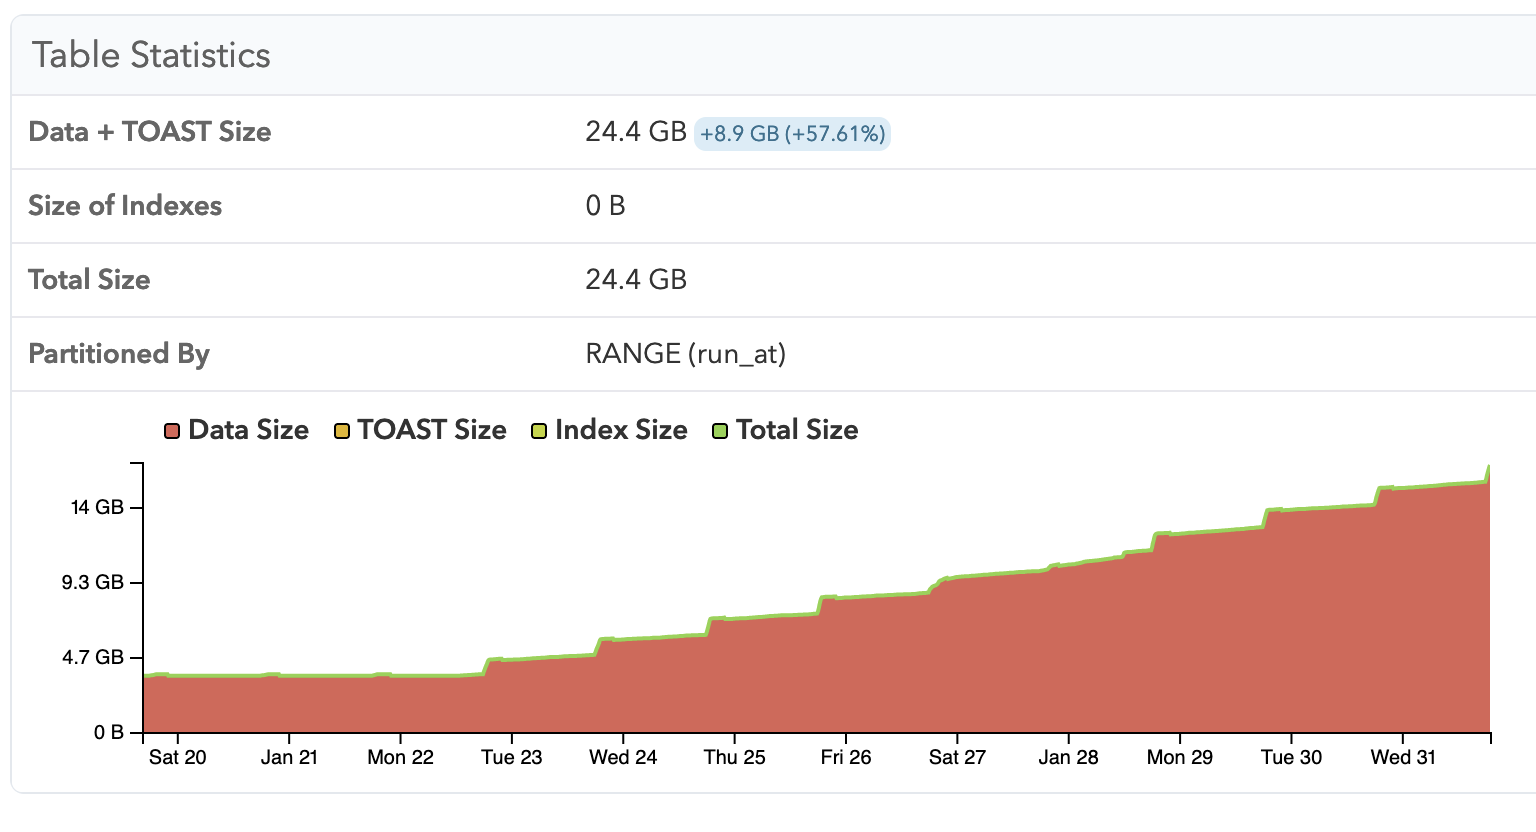 Table Statistics
Data + TOAST Size 24.4 GB +8.9 GB (+57.61%)
Size of Indexes 0 B
Total Size 24.4 GB
Partitioned By RANGE (run_at)
Data Size TOAST Size Index Size Total Size
14 GB
9.3 GB
4.7 GB
0 B
Sat 20 Jan 21 Mon 22 Tue 23 Wed 24 Thu 25 Fri 26 Sat 27 Jan 28 Mon 29 Tue 30 Wed 31